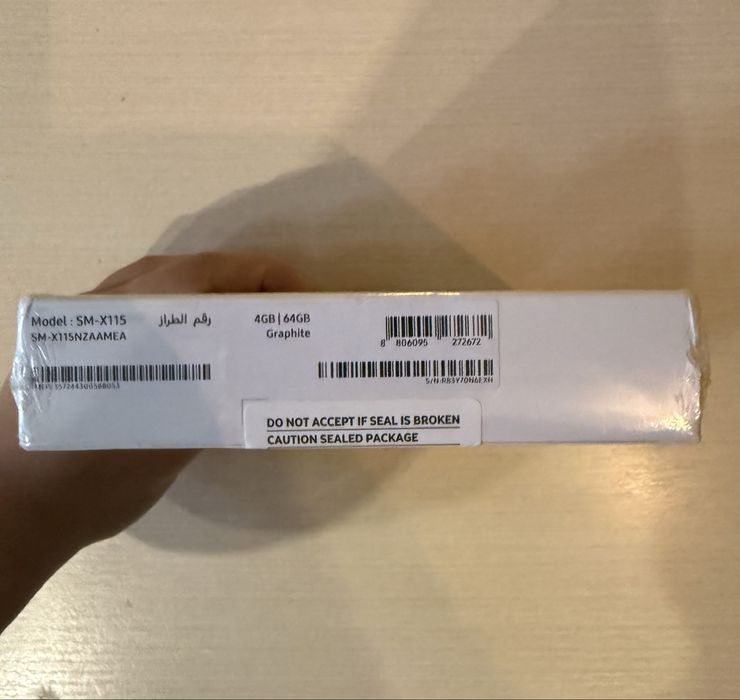 Model : SM-X115 رقم الطراز
SM-X115NZAAMEA
4GB | 64GB
Graphite
8 806095 272672
S/N:R83Y70N6EXH
DO NOT ACCEPT IF SEAL IS BROKEN
CAUTION SEALED PACKAGE